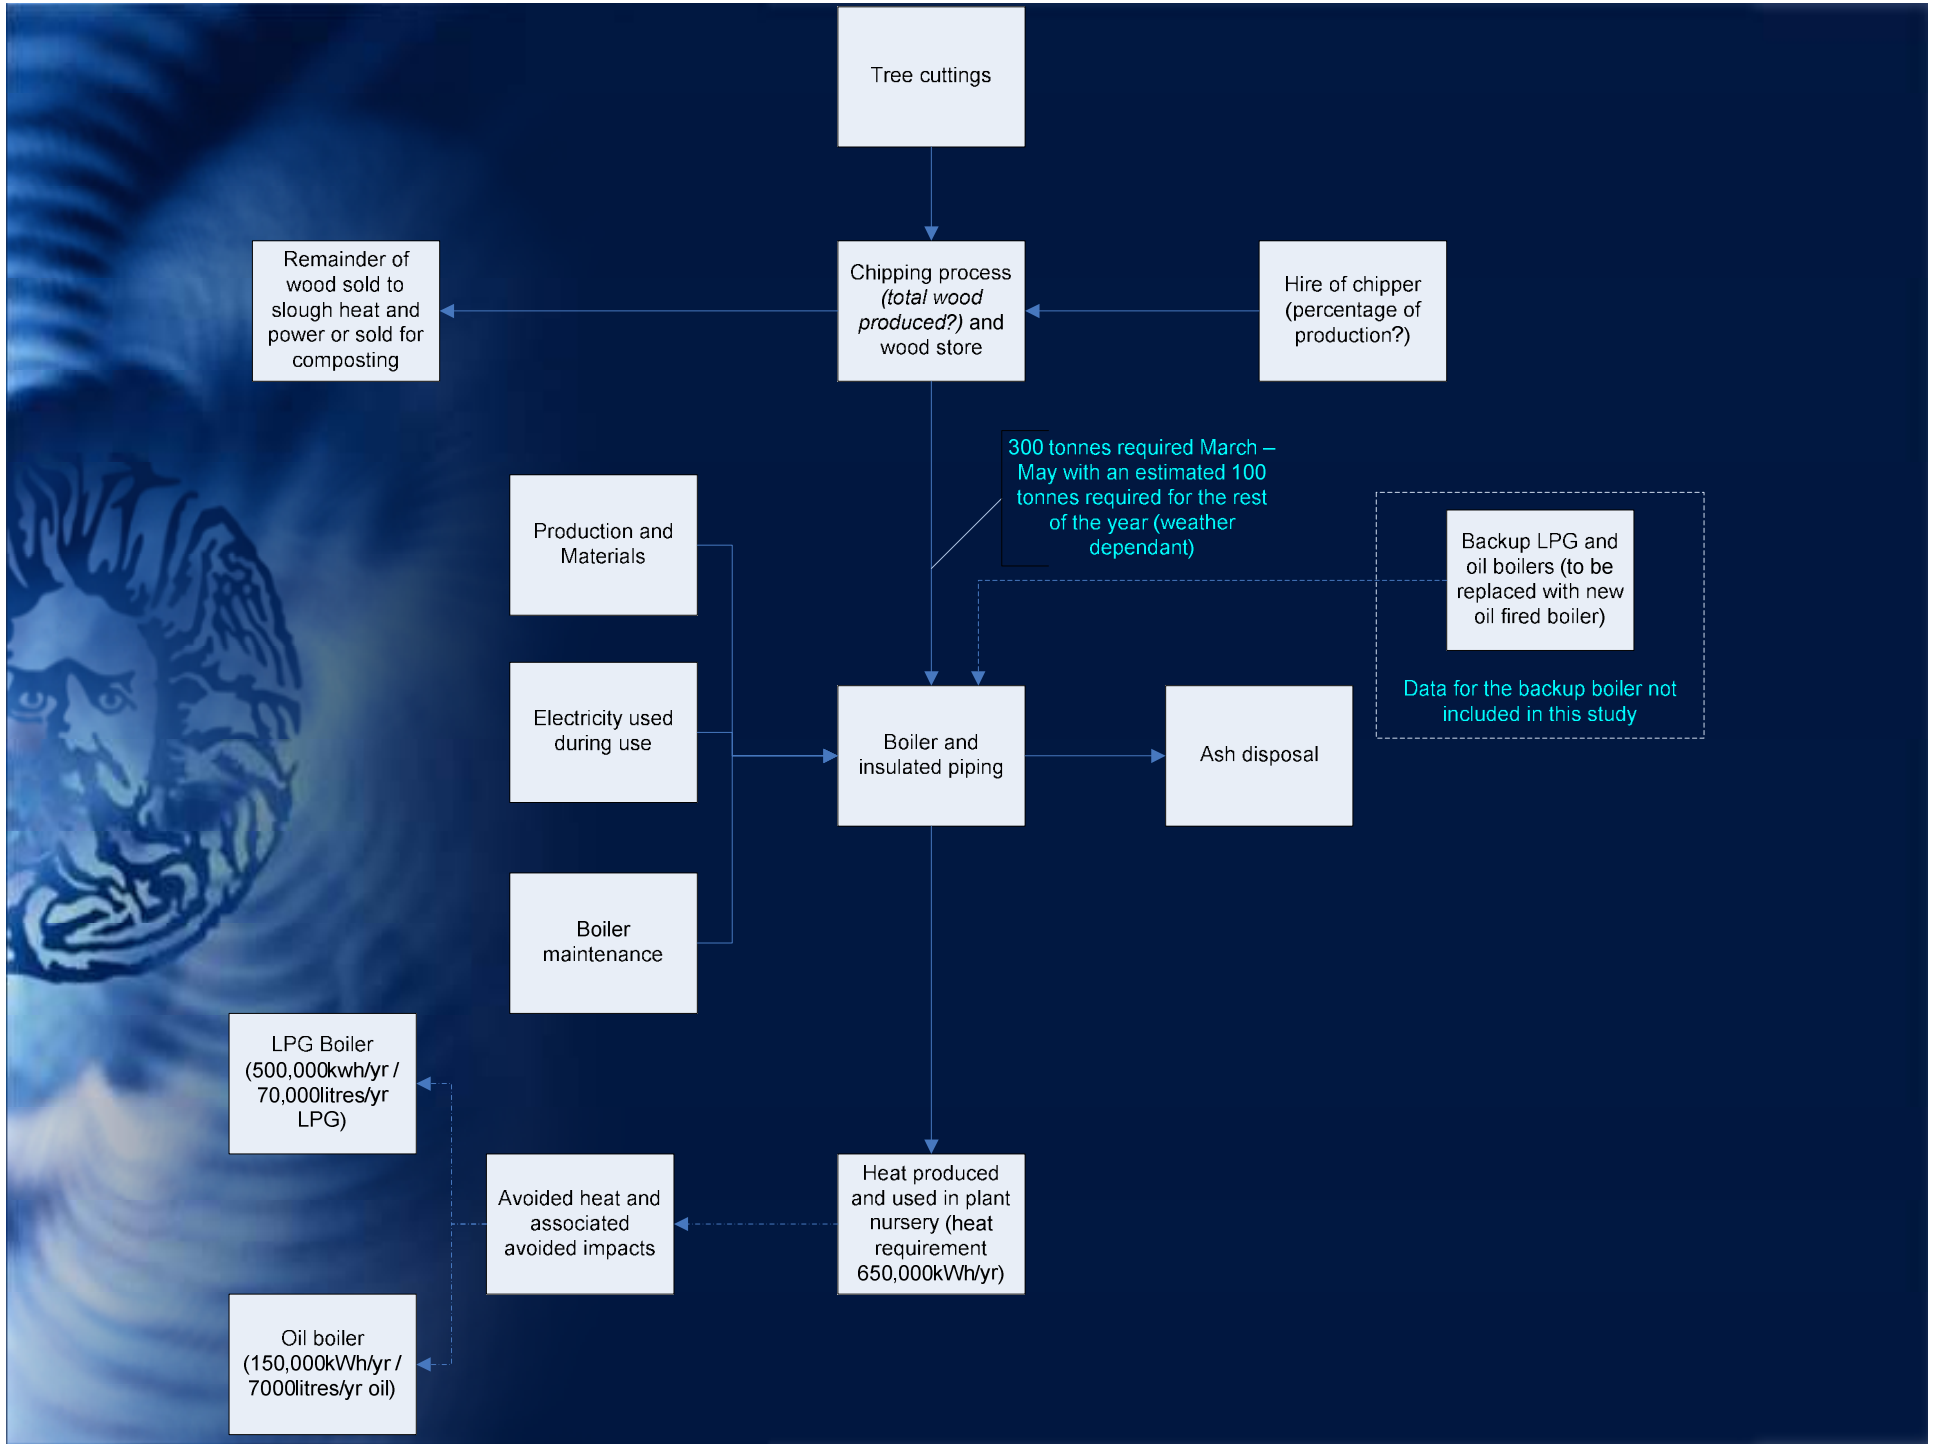 Tree cuttings
Remainder of
wood sold to
slough heat and
power or sold for
composting
Chipping process
(total wood
produced?) and
wood store
Hire of chipper
(percentage of
production?)
300 tonnes required March –
May with an estimated 100
tonnes required for the rest
of the year (weather
dependant)
Production and
Materials
Backup LPG and
oil boilers (to be
replaced with new
oil fired boiler)
Data for the backup boiler not
included in this study
Electricity used
during use
Boiler and
insulated piping
Ash disposal
Boiler
maintenance
LPG Boiler
(500,000kwh/yr /
70,000litres/yr
LPG)
Avoided heat and
associated
avoided impacts
Heat produced
and used in plant
nursery (heat
requirement
650,000kWh/yr)
Oil boiler
(150,000kWh/yr /
7000litres/yr oil)